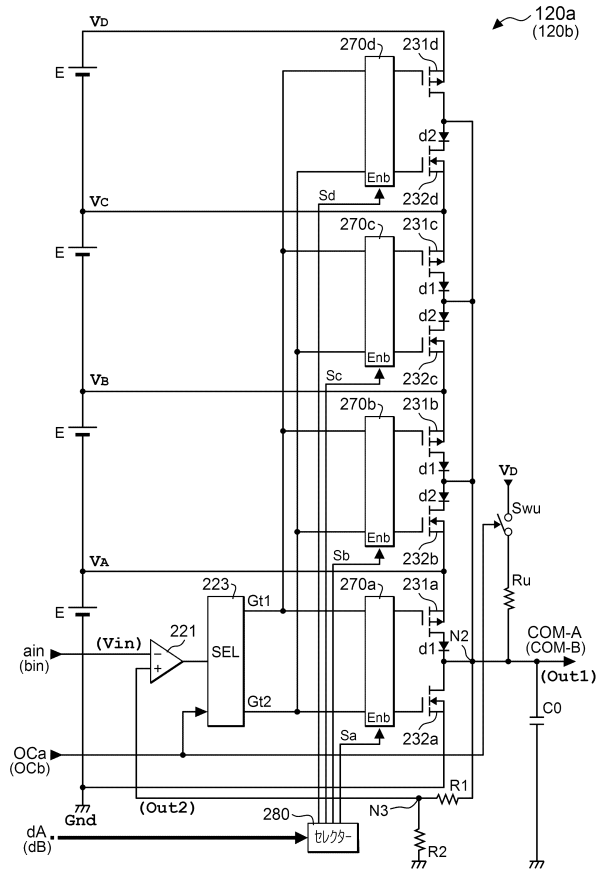 120a
(120b)
VD
270d
231d
E
d2
Enb
Sd
232d
VC
270c
231c
E
d1
d2
Enb
Sc
232c
VB
270b
231b
E
d1
d2
VD
Swu
Enb
Sb
232b
VA
223
270a
231a
Ru
E
Gt1
221
(Vin)
ain
(bin)
−
+
SEL
d1
N2
COM-A
(COM-B)
(Out1)
Gt2
Enb
C0
Sa
232a
OCa
(OCb)
R1
Gnd
(Out2)
N3
280
dA
(dB)
セレクター
R2